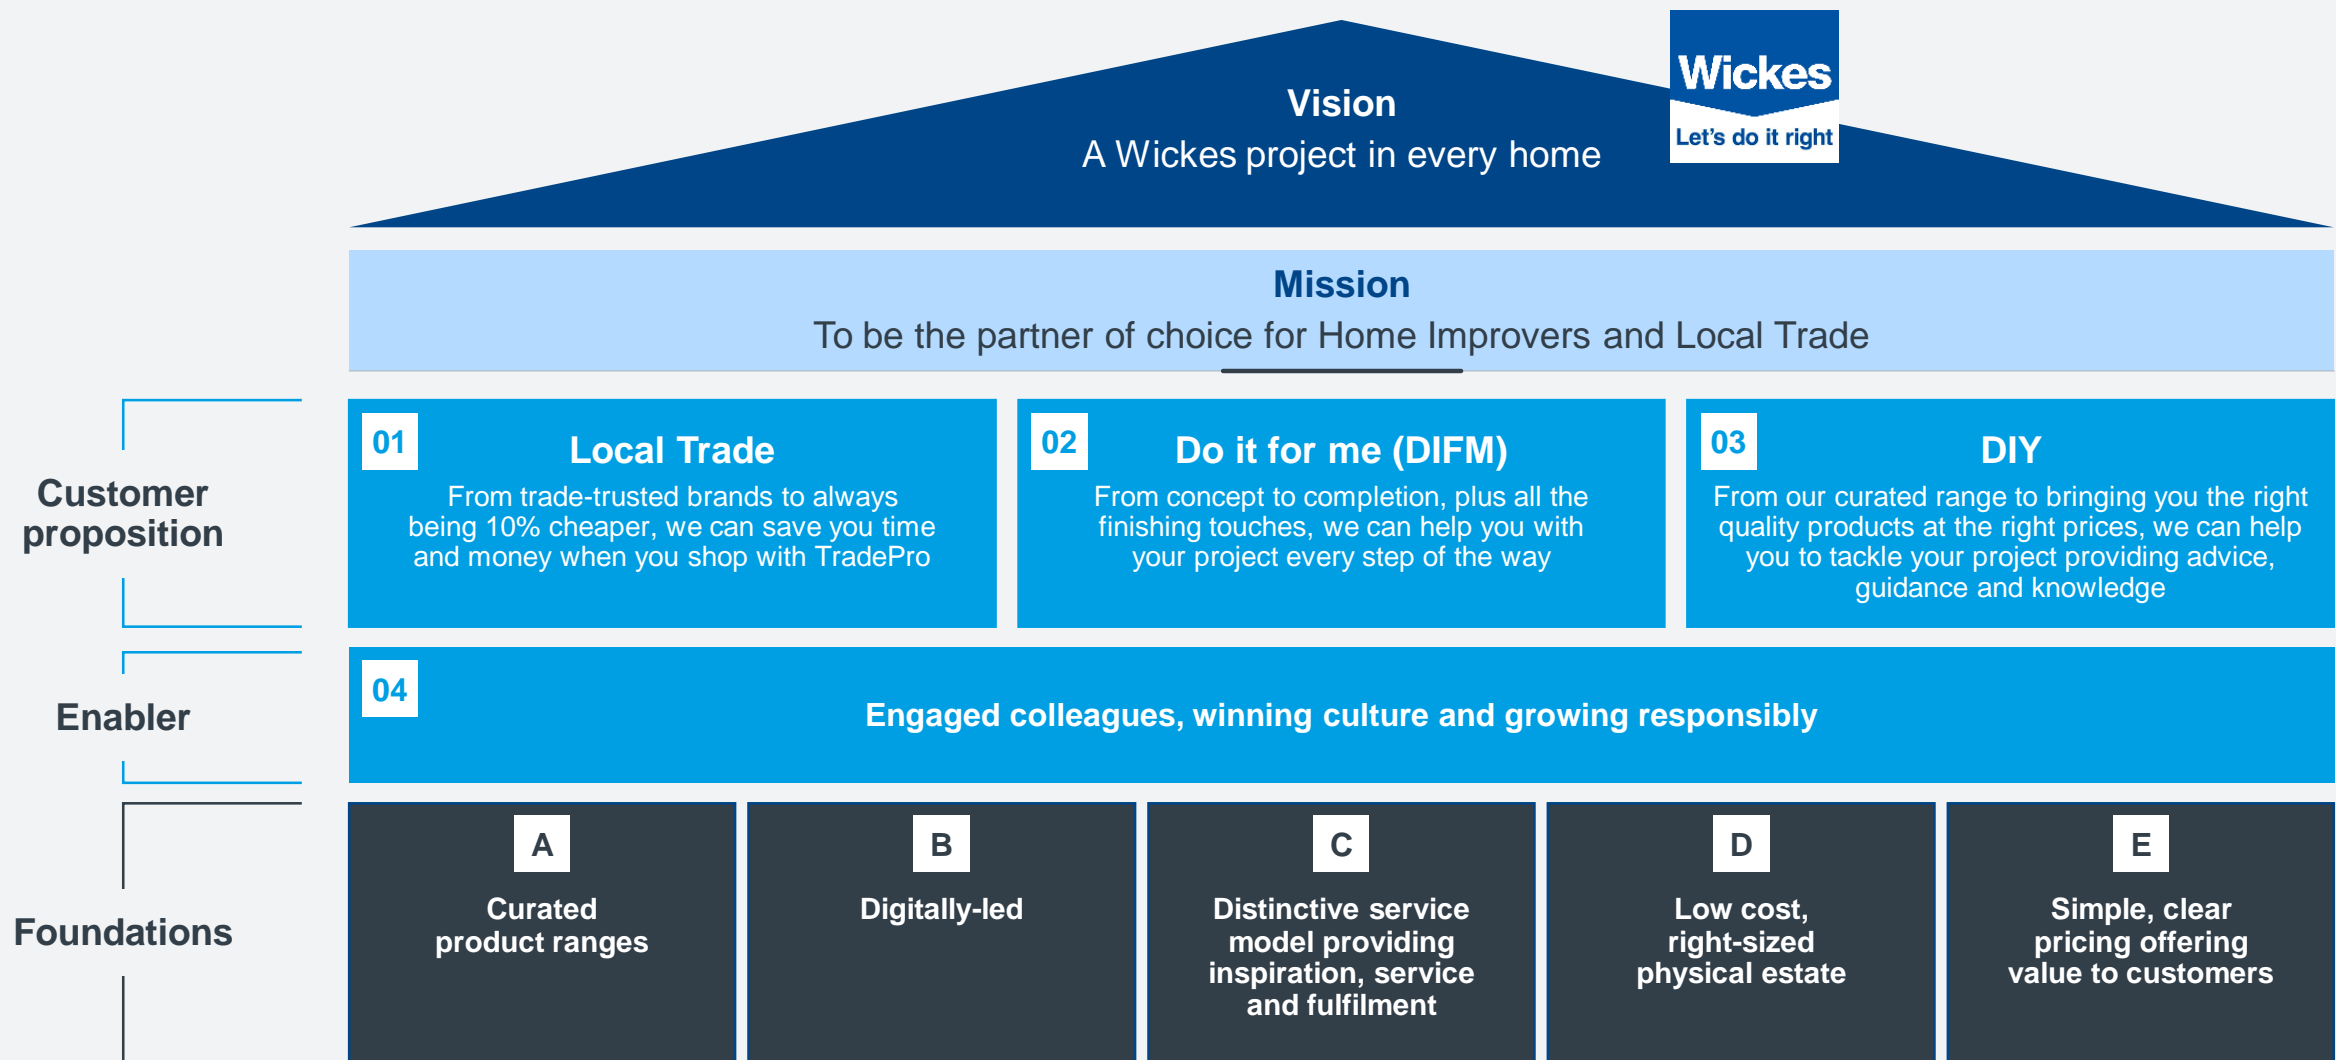 Vision
A Wickes project in every home
Wickes
Let's do it right
Mission
To be the partner of choice for Home Improvers and Local Trade
Customer
proposition
01
Local Trade
From trade-trusted brands to always
being 10% cheaper, we can save you time
and money when you shop with TradePro
02
Do it for me (DIFM)
From concept to completion, plus all the
finishing touches, we can help you with
your project every step of the way
03
DIY
From our curated range to bringing you the right
quality products at the right prices, we can help
you to tackle your project providing advice,
guidance and knowledge
Enabler
04
Engaged colleagues, winning culture and growing responsibly
Foundations
A
Curated
product ranges
B
Digitally-led
C
Distinctive service
model providing
inspiration, service
and fulfilment
D
Low cost,
right-sized
physical estate
E
Simple, clear
pricing offering
value to customers